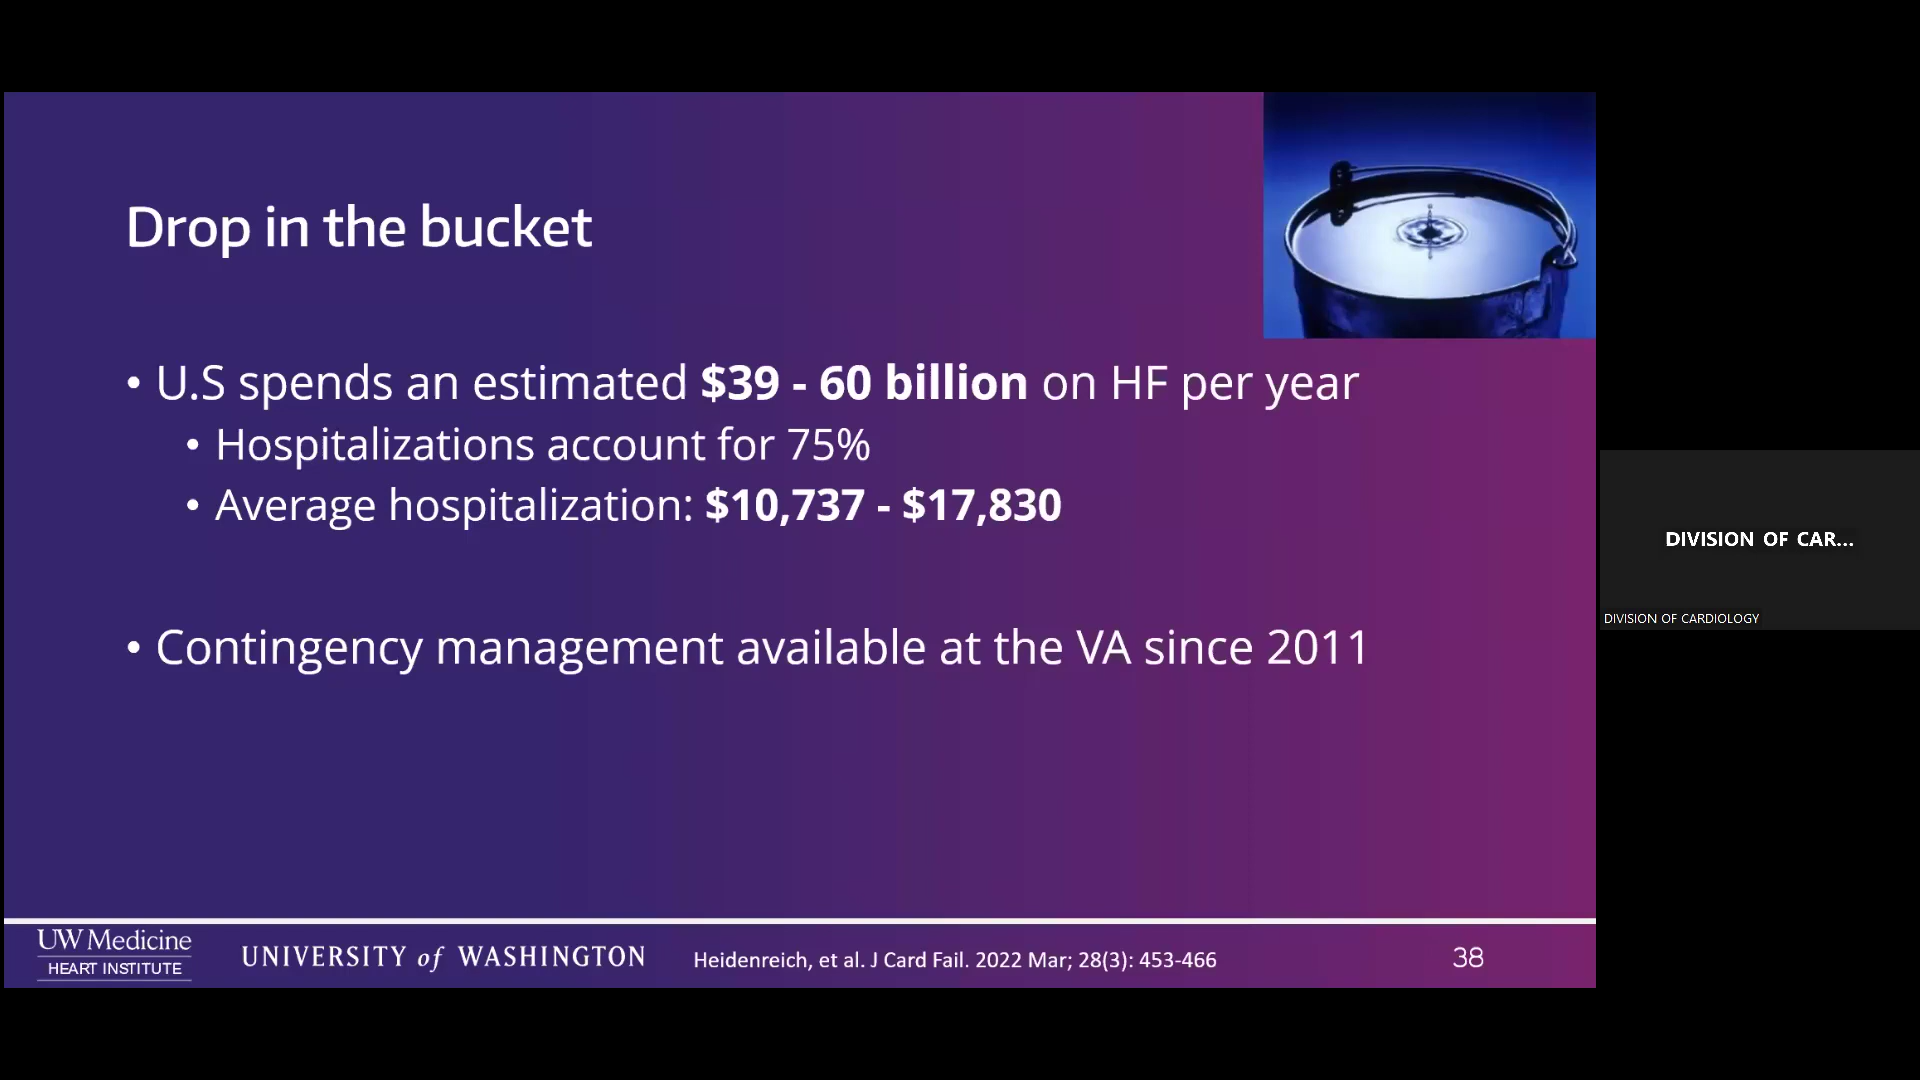 Drop in the bucket
• U.S spends an estimated $39 - 60 billion on HF per year
• Hospitalizations account for 75%
• Average hospitalization: $10,737 - $17,830
• Contingency management available at the VA since 2011
UW Medicine
HEART INSTITUTE
UNIVERSITY of WASHINGTON
Heidenreich, et al. J Card Fail. 2022 Mar; 28(3): 453-466
38
DIVISION OF CAR...
DIVISION OF CARDIOLOGY